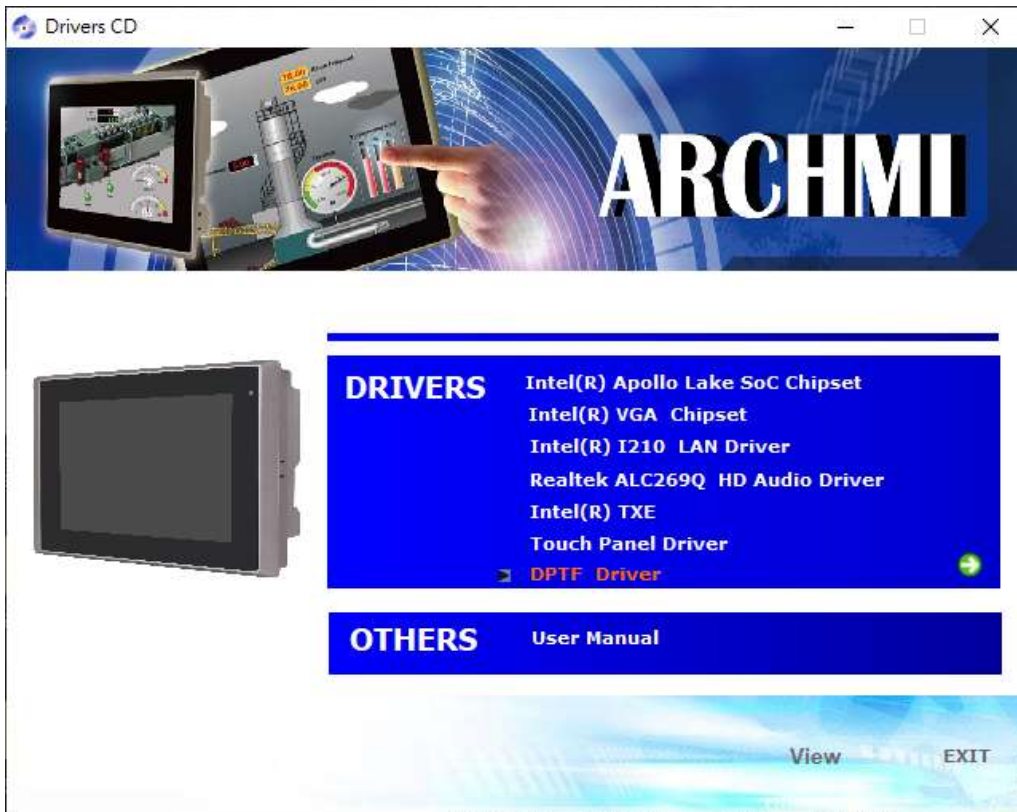 Drivers CD
ARCHMI
DRIVERS
Intel(R) Apollo Lake SoC Chipset
Intel(R) VGA Chipset
Intel(R) I210 LAN Driver
Realtek ALC269Q HD Audio Driver
Intel(R) TXE
Touch Panel Driver
DPTF Driver
OTHERS
User Manual
View
EXIT